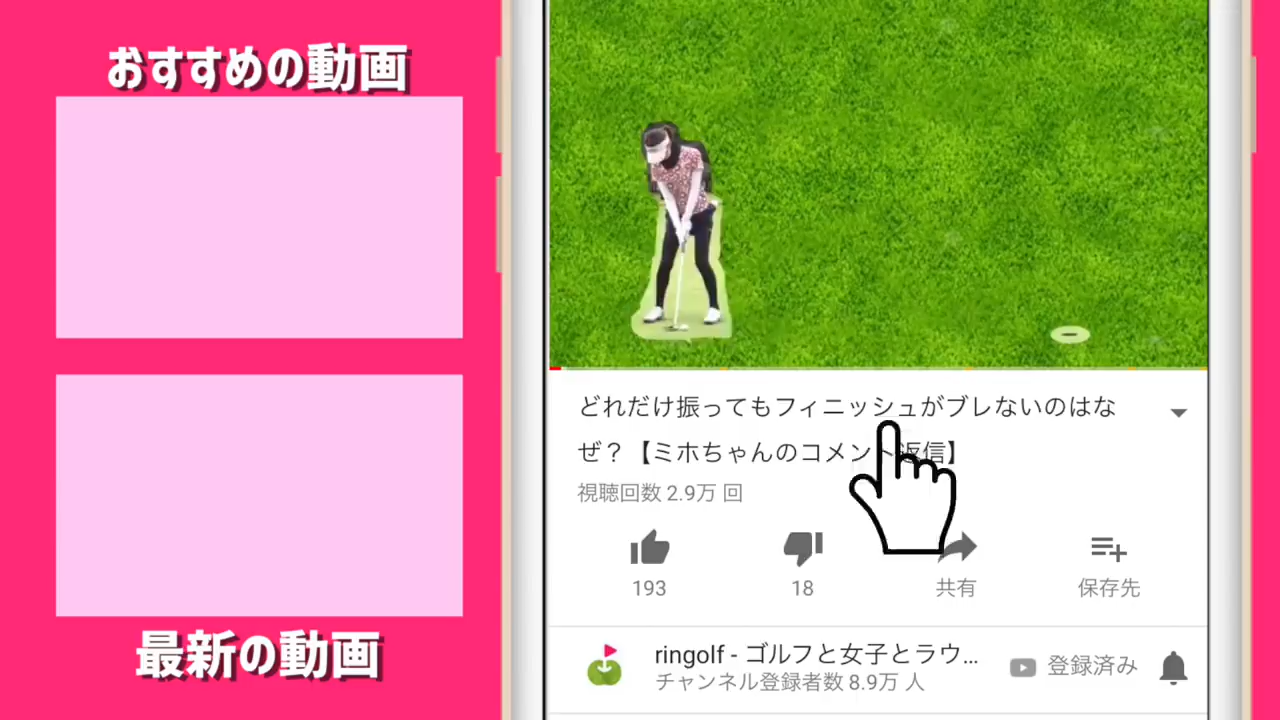 おすすめの動画
最新の動画
どれだけ振ってもフィニッシュがブレないのはな
ぜ？【ミホちゃんのコメント返信】
視聴回数 2.9万 回
193
18
共有
保存先
ringolf - ゴルフと女子とラウ...
チャンネル登録者数 8.9万 人
登録済み